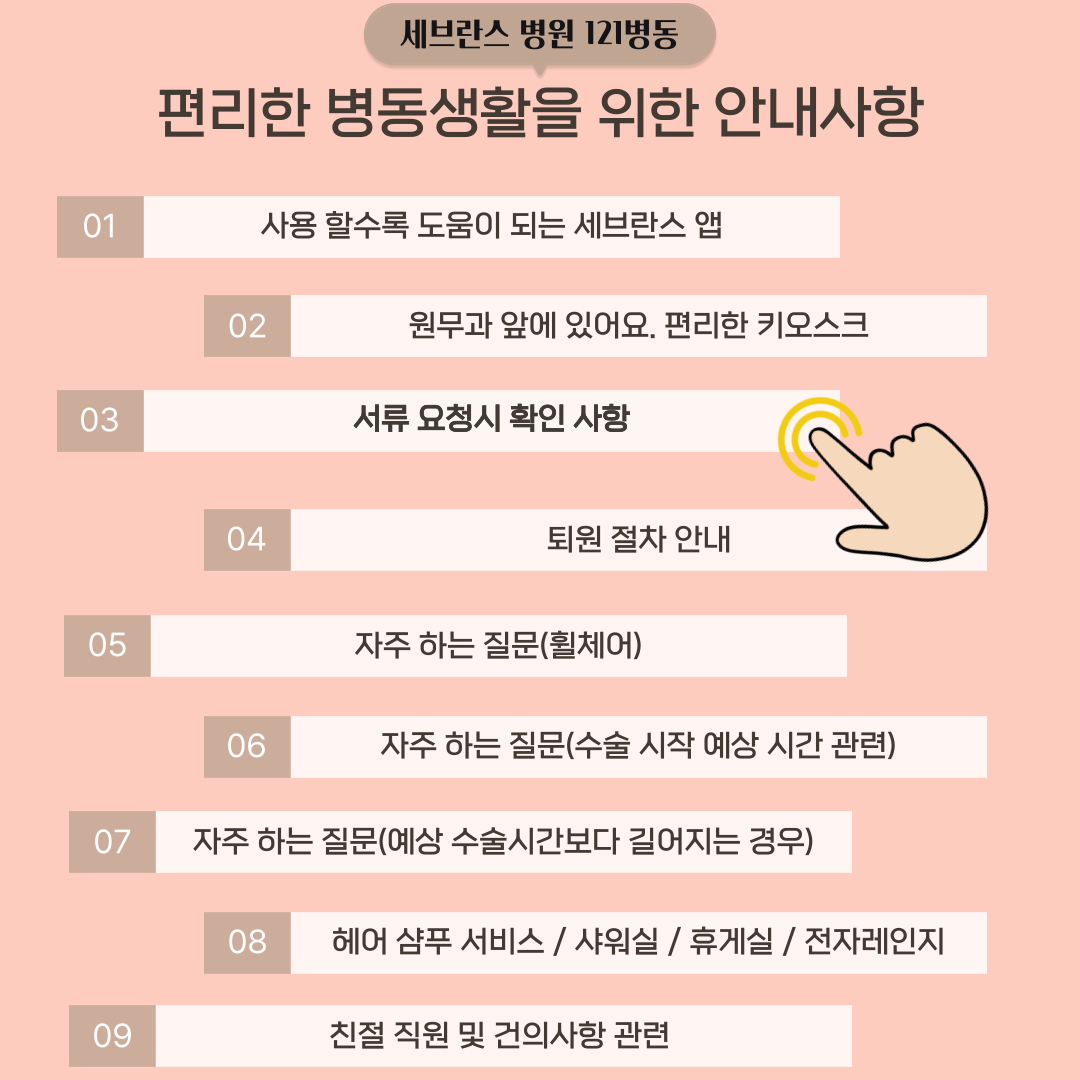 세브란스 병원 121병동
편리한 병동생활을 위한 안내사항
01 사용 할수록 도움이 되는 세브란스 앱
02 원무과 앞에 있어요. 편리한 키오스크
03 서류 요청시 확인 사항
04 퇴원 절차 안내
05 자주 하는 질문(휠체어)
06 자주 하는 질문(수술 시작 예상 시간 관련)
07 자주 하는 질문(예상 수술시간보다 길어지는 경우)
08 헤어 샴푸 서비스 / 샤워실 / 휴게실 / 전자레인지
09 친절 직원 및 건의사항 관련